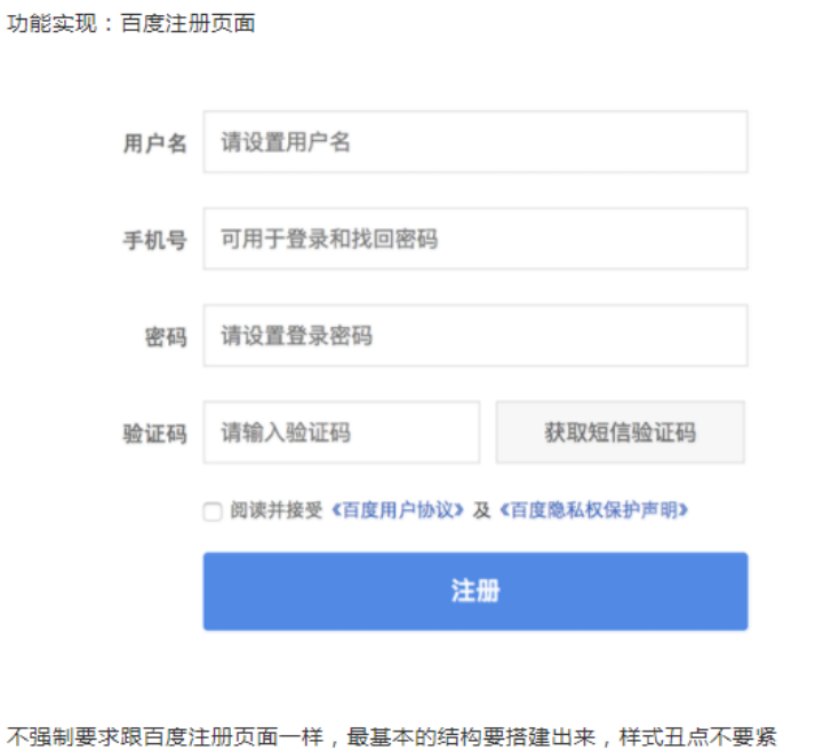 功能实现：百度注册页面
用户名 请设置用户名
手机号 可用于登录和找回密码
密码 请设置登录密码
验证码 请输入验证码 获取短信验证码
阅读并接受《百度用户协议》及《百度隐私权保护声明》
注册
不强制要求跟百度注册页面一样，最基本的结构要搭建出来，样式丑点不要紧